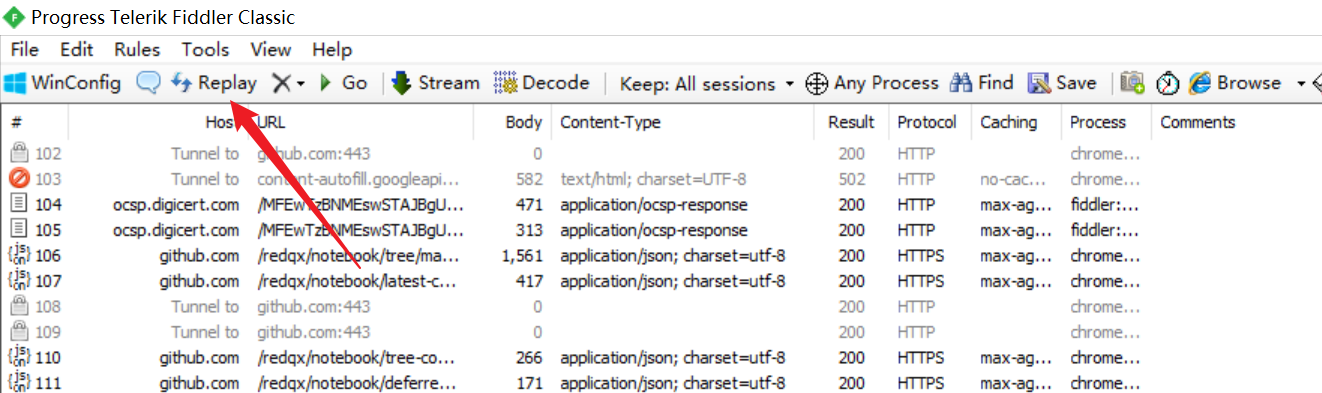 Progress Telerik Fiddler Classic
File Edit Rules Tools View Help
WinConfig Replay Go Stream Decode Keep: All sessions Any Process Find Save Browse
# Host URL Body Content-Type Result Protocol Caching Process Comments
102 Tunnel to github.com:443 0 200 HTTP chrome...
103 Tunnel to content-autofill.googleapi... 582 text/html; charset=UTF-8 502 HTTP no-cac... chrome...
104 ocsp.digicert.com /MFEwTzBNMEswSTAJBgU... 471 application/ocsp-response 200 HTTP max-ag... fiddler:...
105 ocsp.digicert.com /MFEwTzBNMEswSTAJBgU... 313 application/ocsp-response 200 HTTP max-ag... fiddler:...
106 github.com /redqx/notebook/tree/ma... 1,561 application/json; charset=utf-8 200 HTTPS max-ag... chrome...
107 github.com /redqx/notebook/latest-c... 417 application/json; charset=utf-8 200 HTTPS max-ag... chrome...
108 Tunnel to github.com:443 0 200 HTTP chrome...
109 Tunnel to github.com:443 0 200 HTTP chrome...
110 github.com /redqx/notebook/tree-co... 266 application/json; charset=utf-8 200 HTTPS max-ag... chrome...
111 github.com /redqx/notebook/deferre... 171 application/json; charset=utf-8 200 HTTPS max-ag... chrome...